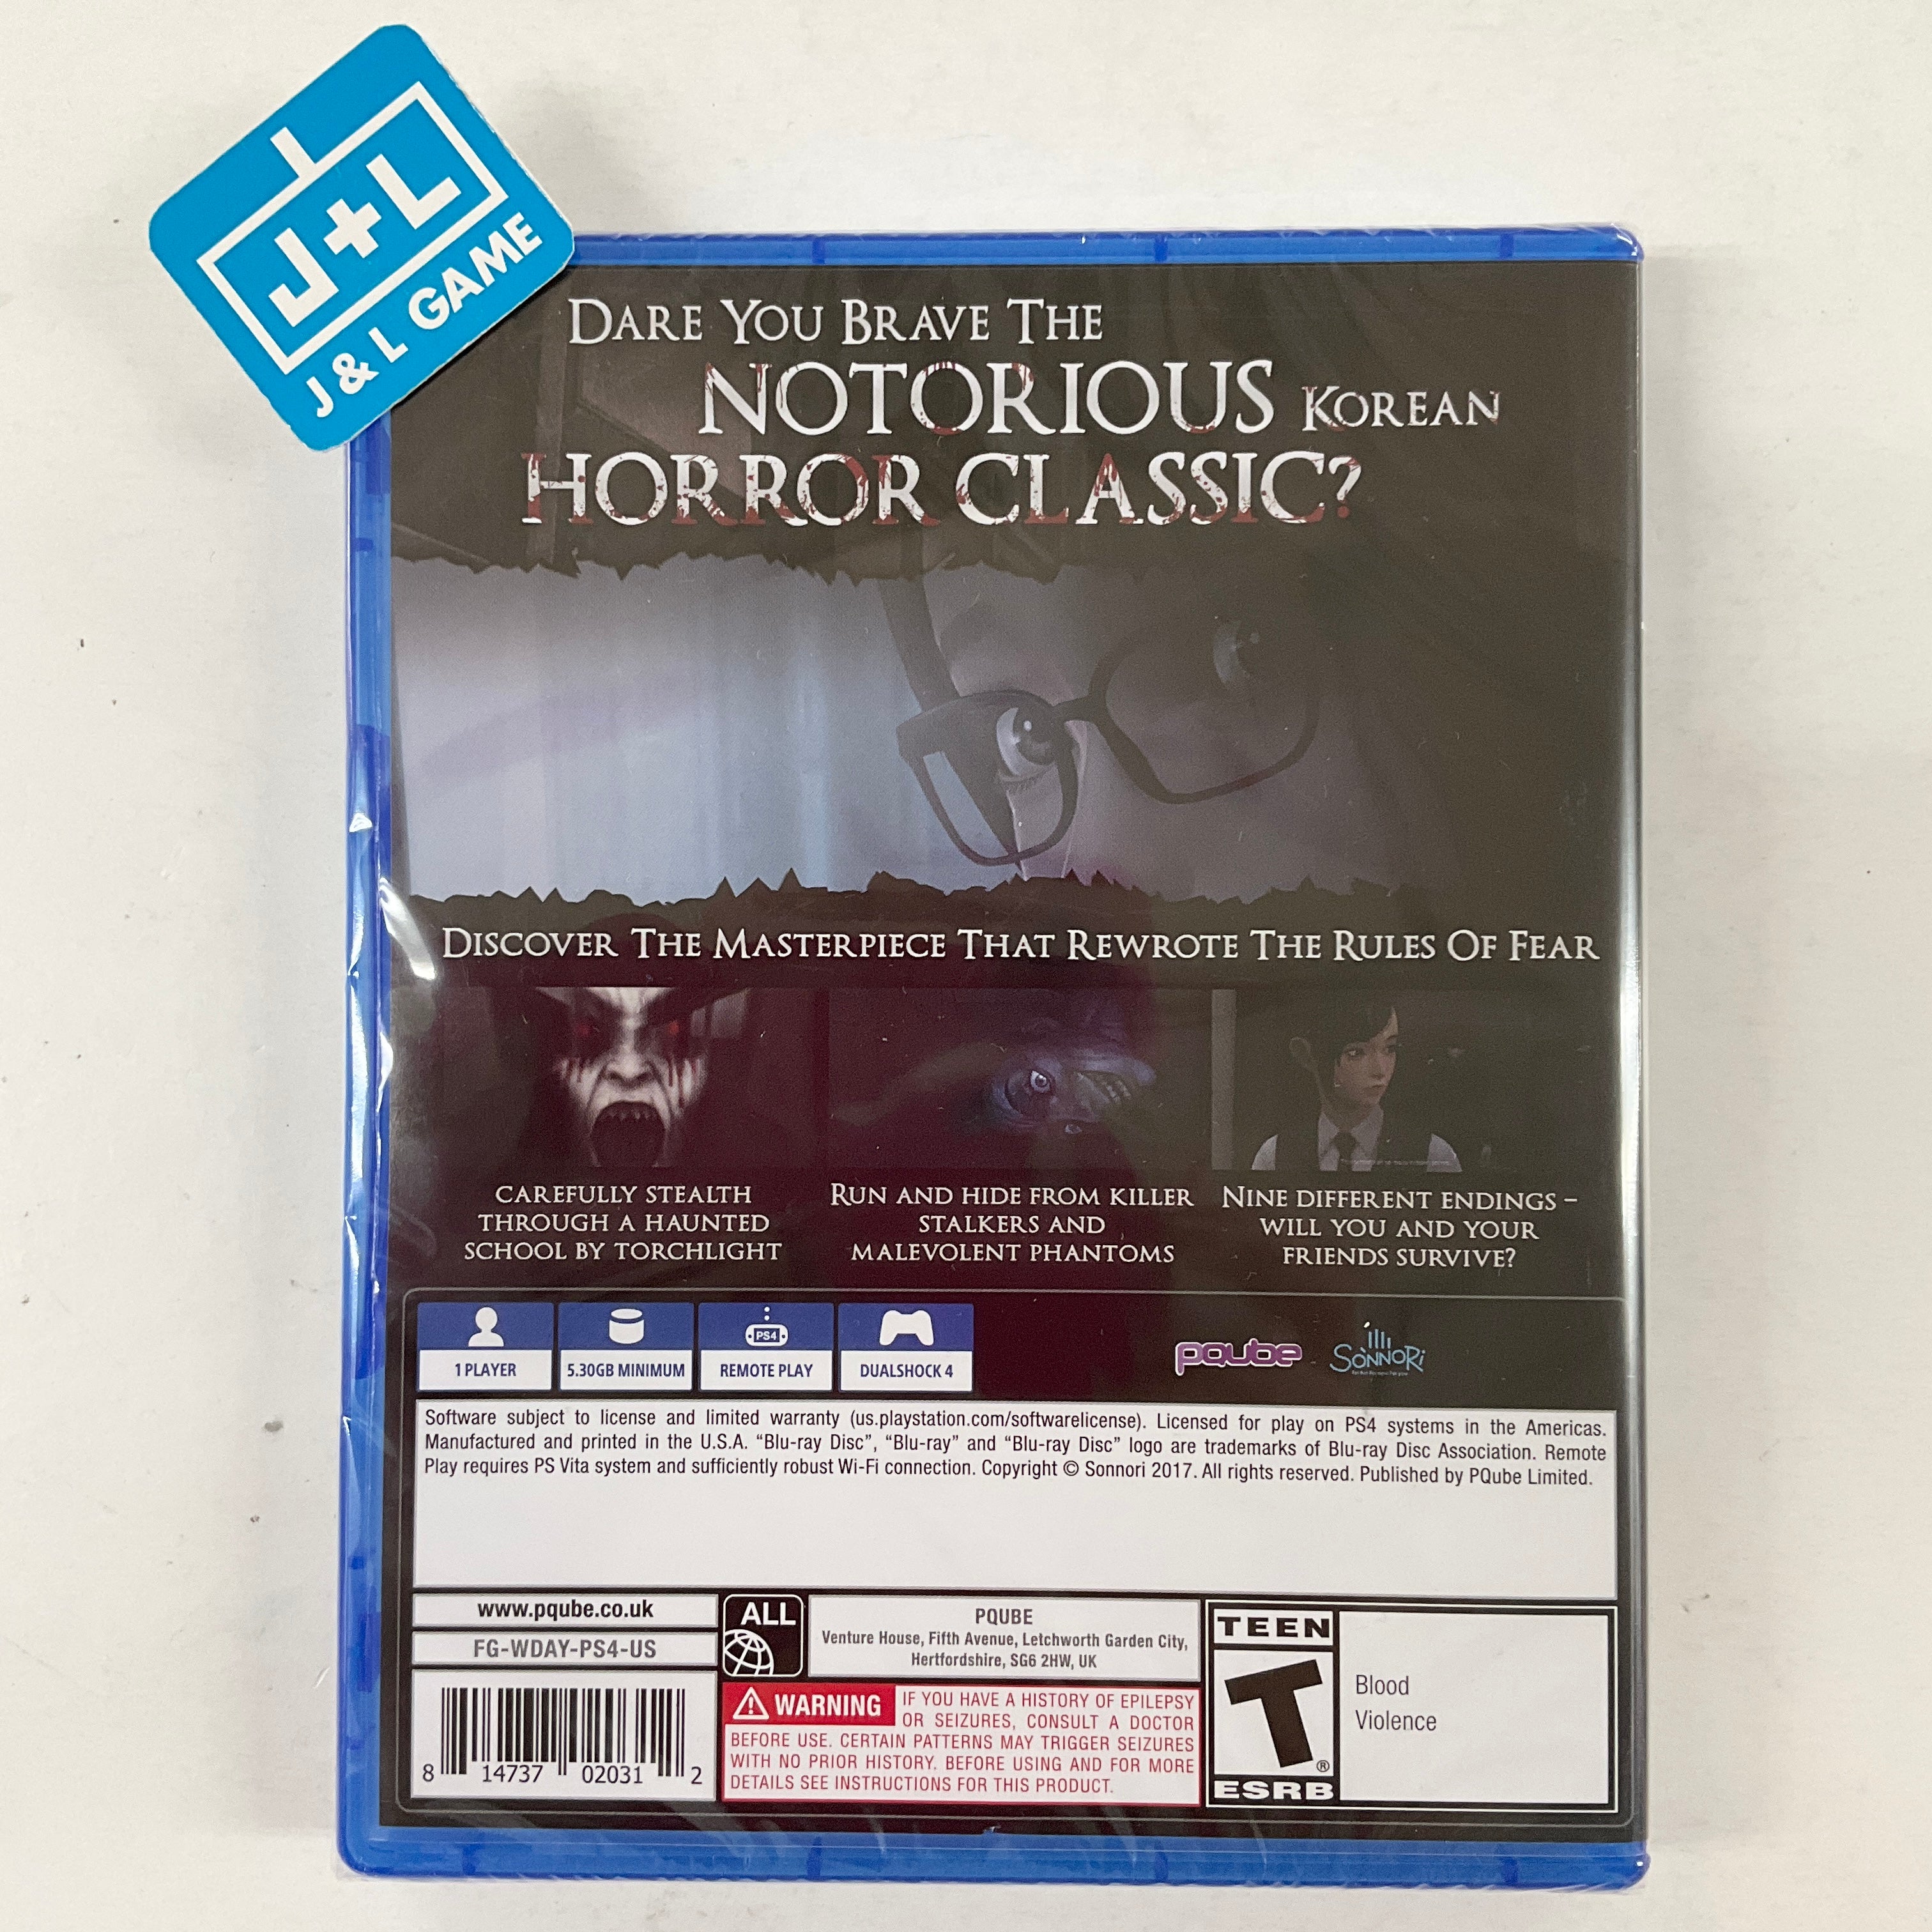 J+L
J & L GAME
DARE YOU BRAVE THE
NOTORIOUS KOREAN
HORROR CLASSIC?
DISCOVER THE MASTERPIECE THAT REWROTE THE RULES OF FEAR
CAREFULLY STEALTH
THROUGH A HAUNTED
SCHOOL BY TORCHLIGHT
RUN AND HIDE FROM KILLER
STALKERS AND
MALEVOLENT PHANTOMS
NINE DIFFERENT ENDINGS –
WILL YOU AND YOUR
FRIENDS SURVIVE?
PS4
1 PLAYER
5.30GB MINIMUM
REMOTE PLAY
DUALSHOCK 4
pqube
SONNORI
Software subject to license and limited warranty (us.playstation.com/softwarelicense). Licensed for play on PS4 systems in the Americas.
Manufactured and printed in the U.S.A. “Blu-ray Disc”, “Blu-ray” and “Blu-ray Disc” logo are trademarks of Blu-ray Disc Association. Remote
Play requires PS Vita system and sufficiently robust Wi-Fi connection. Copyright © Sonnori 2017. All rights reserved. Published by PQube Limited.
www.pqube.co.uk
FG-WDAY-PS4-US
8 14737 02031 2
ALL
PQUBE
Venture House, Fifth Avenue, Letchworth Garden City,
Hertfordshire, SG6 2HW, UK
WARNING IF YOU HAVE A HISTORY OF EPILEPSY
OR SEIZURES, CONSULT A DOCTOR
BEFORE USE. CERTAIN PATTERNS MAY TRIGGER SEIZURES
WITH NO PRIOR HISTORY. BEFORE USING AND FOR MORE
DETAILS SEE INSTRUCTIONS FOR THIS PRODUCT.
TEEN
T®
ESRB
Blood
Violence